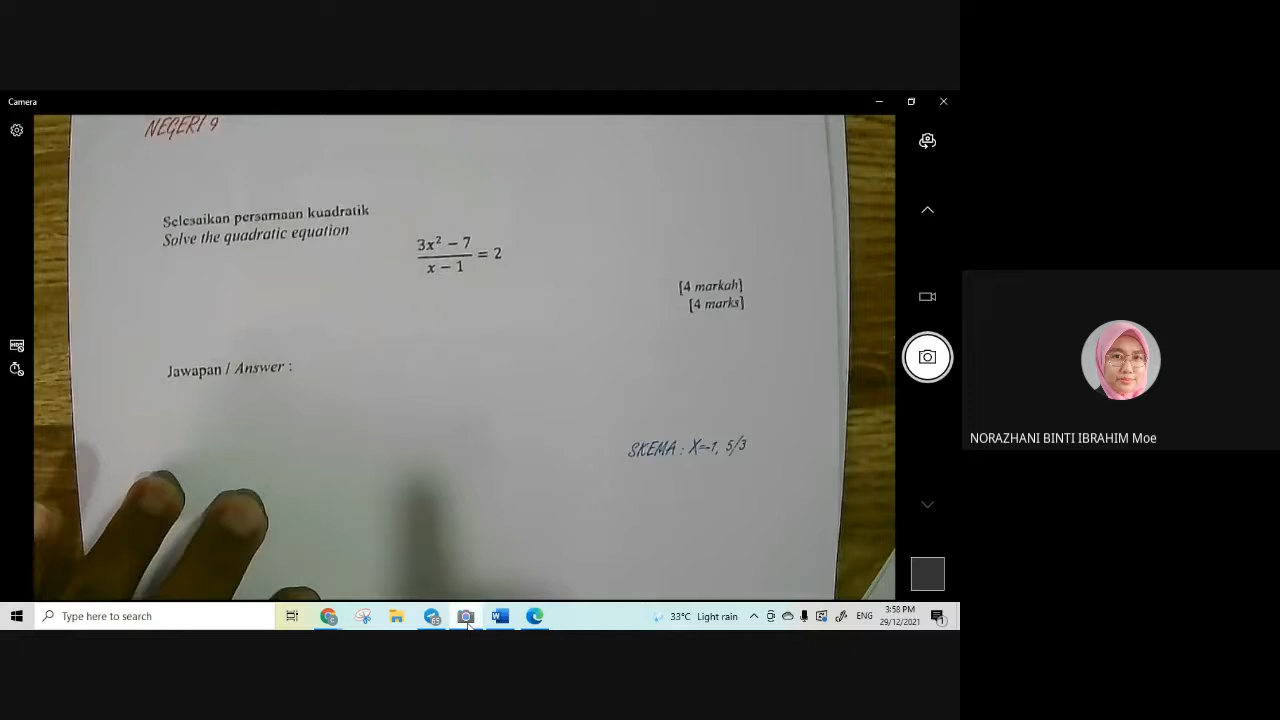 Camera
NEGERI 9
Selesaikan persamaan kuadratik
Solve the quadratic equation
3x² − 7
x − 1
= 2
[4 markah]
[4 marks]
Jawapan / Answer :
SKEMA : X=-1, 5/3
NORAZHANI BINTI IBRAHIM Moe
Type here to search
33°C Light rain
ENG
3:58 PM
29/12/2021